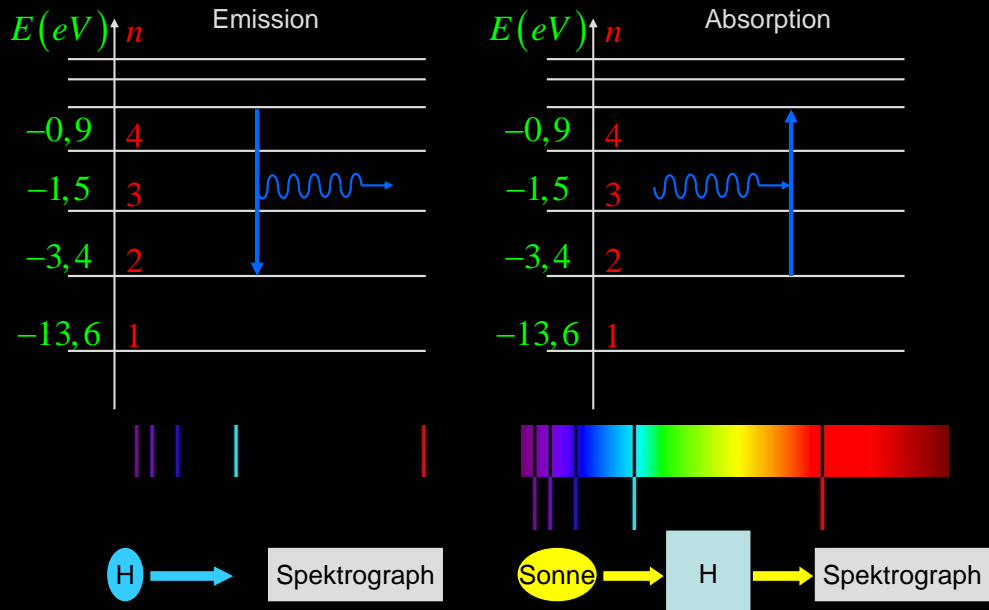 Emission
E(eV) n
−0,9 4
−1,5 3
−3,4 2
−13,6 1
H
Spektrograph
Absorption
E(eV) n
−0,9 4
−1,5 3
−3,4 2
−13,6 1
Sonne
H
Spektrograph